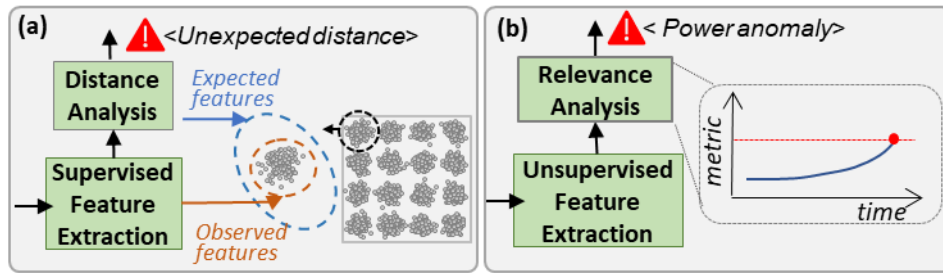 (a)
<Unexpected distance>
Distance
Analysis
Expected
features
Supervised
Feature
Extraction
Observed
features
(b)
< Power anomaly>
Relevance
Analysis
Unsupervised
Feature
Extraction
metric
time